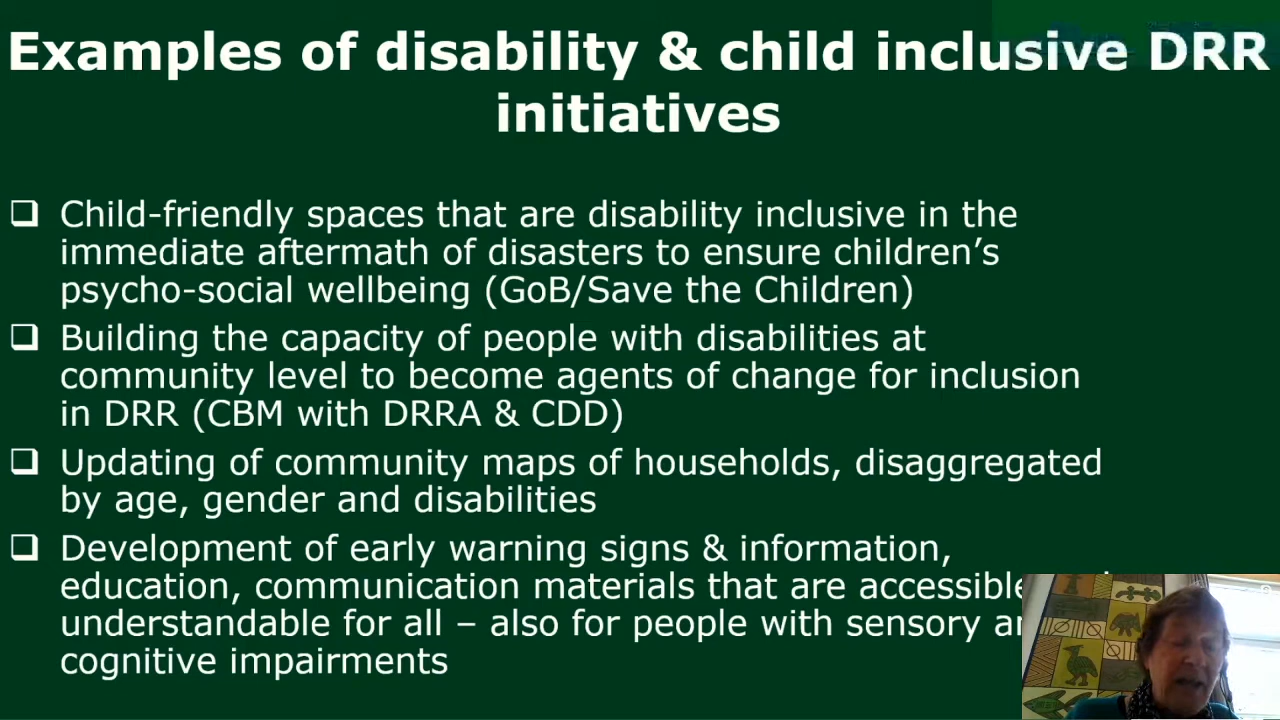 Examples of disability & child inclusive DRR
initiatives
❑ Child-friendly spaces that are disability inclusive in the
immediate aftermath of disasters to ensure children’s
psycho-social wellbeing (GoB/Save the Children)
❑ Building the capacity of people with disabilities at
community level to become agents of change for inclusion
in DRR (CBM with DRRA & CDD)
❑ Updating of community maps of households, disaggregated
by age, gender and disabilities
❑ Development of early warning signs & information,
education, communication materials that are accessible
understandable for all – also for people with sensory
cognitive impairments